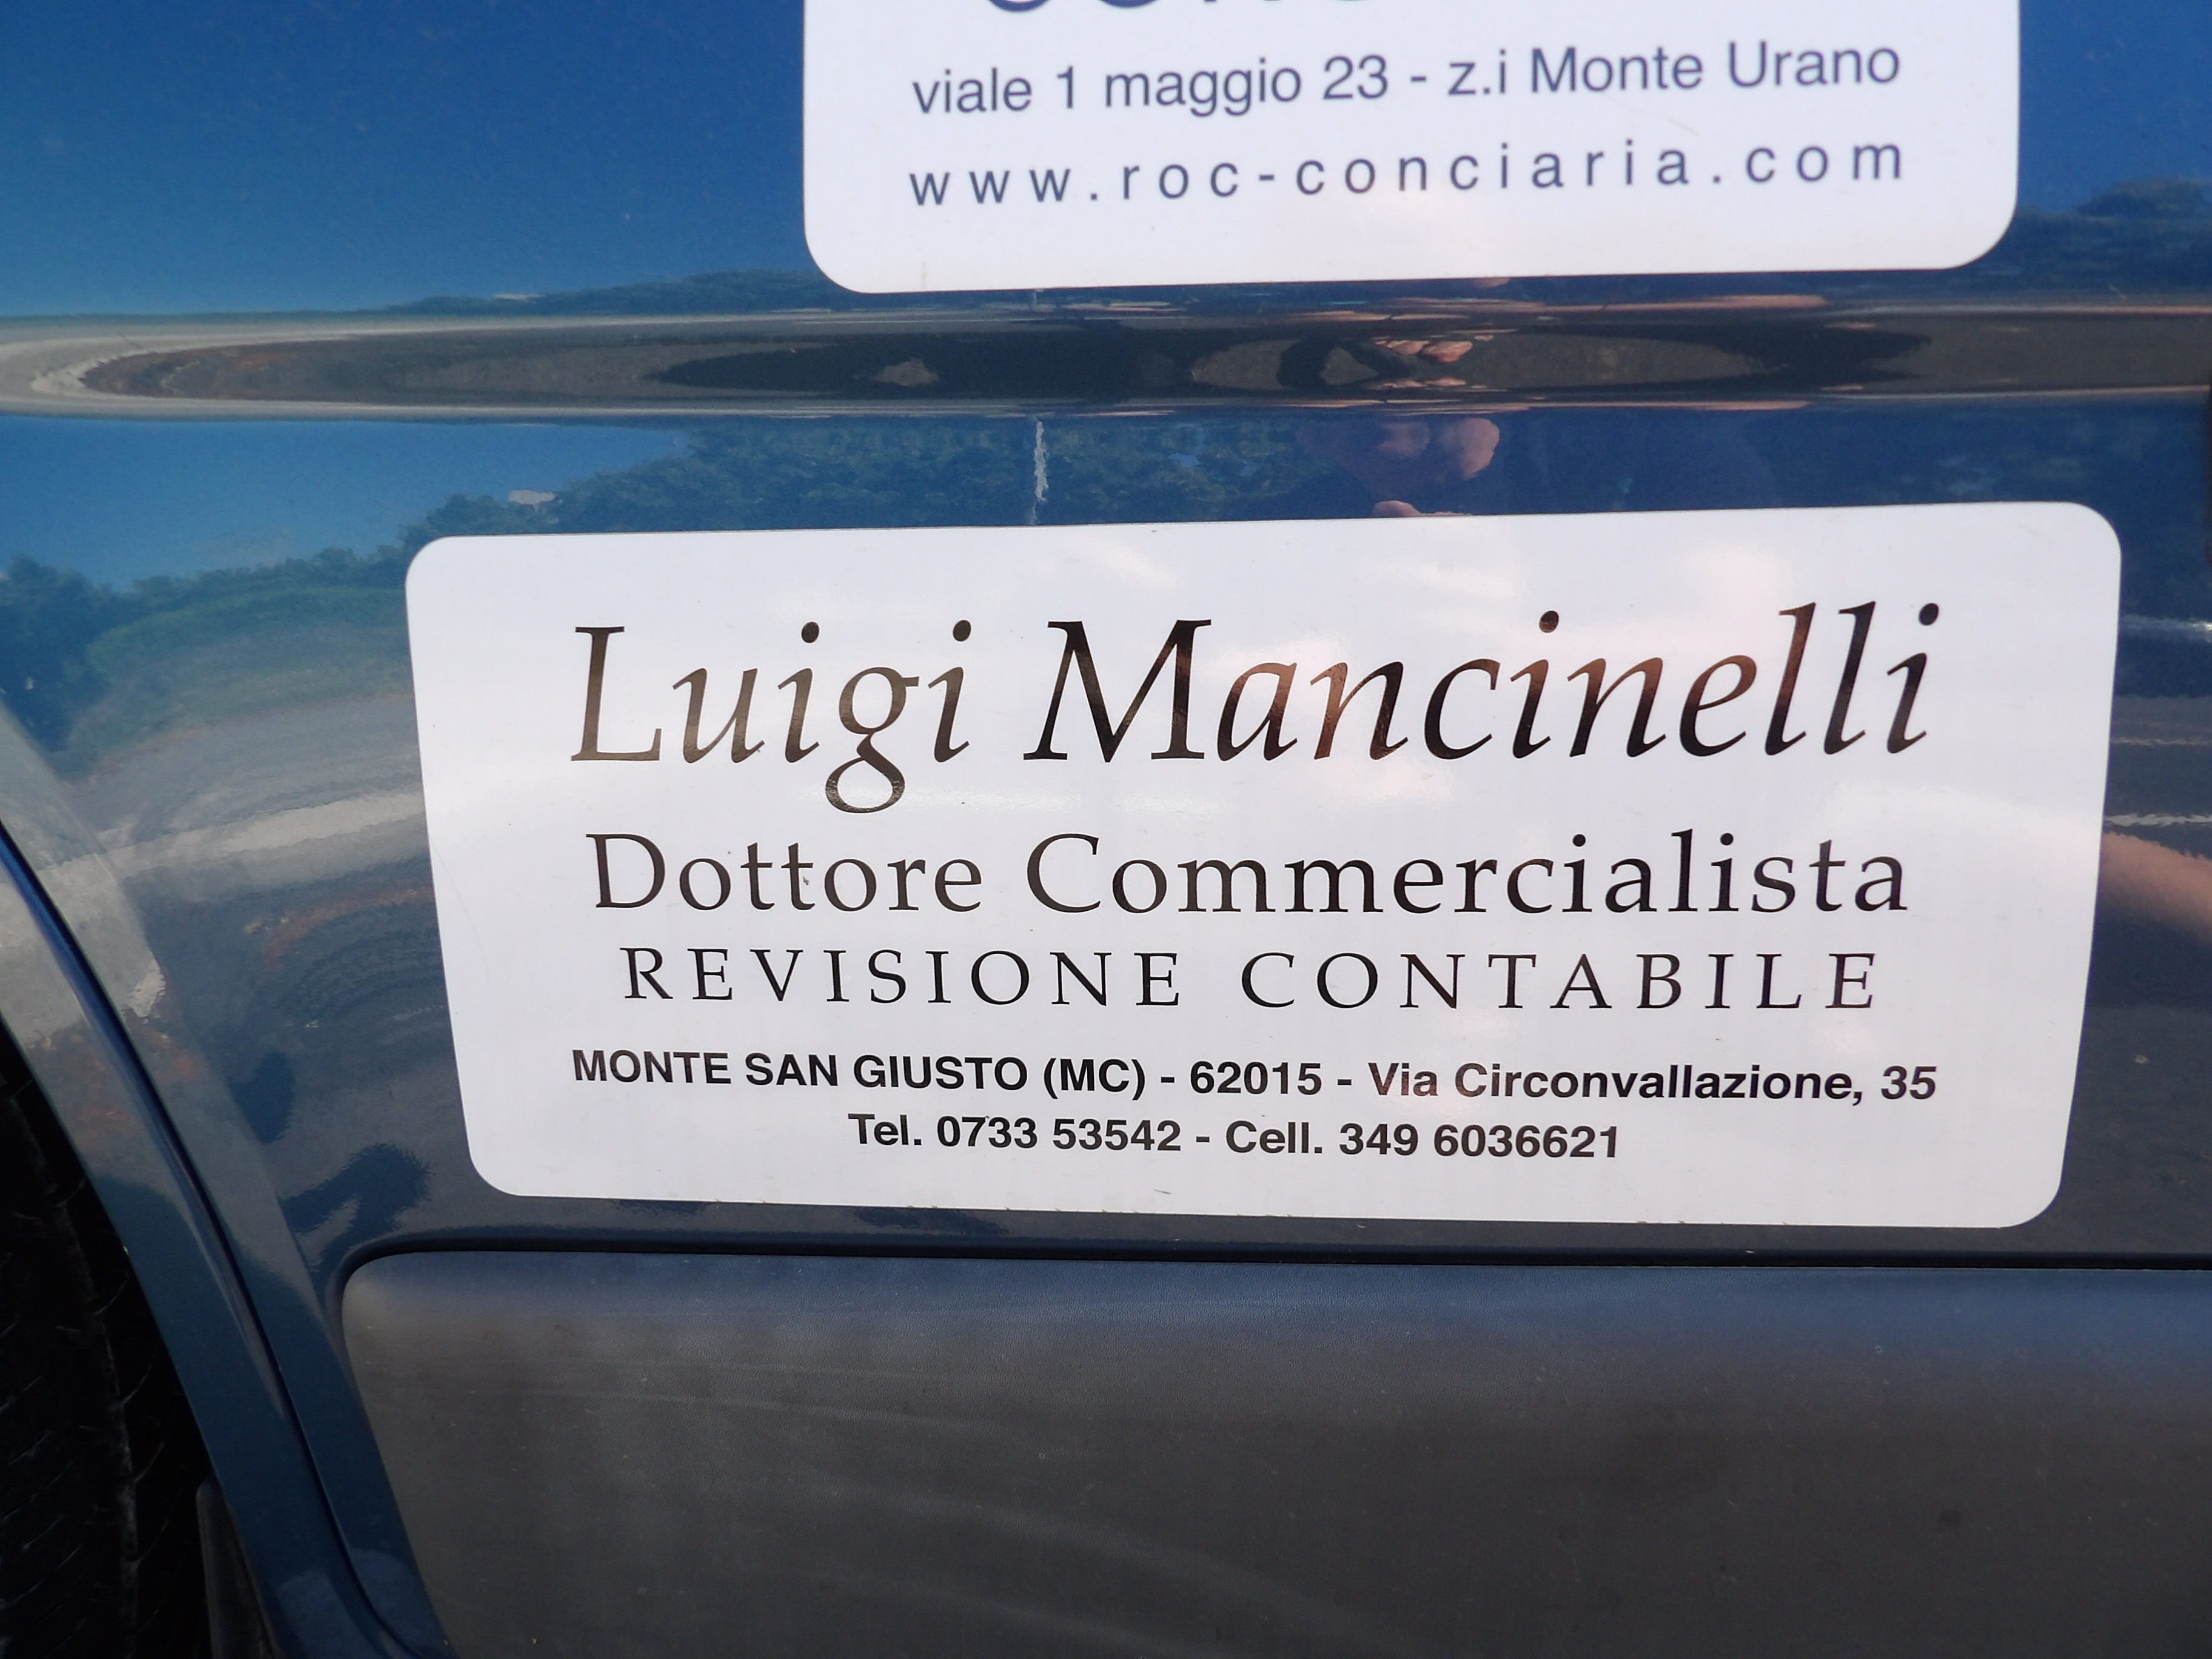 viale 1 maggio 23 - z.i Monte Urano
www.roc-conciaria.com
Luigi Mancinelli
Dottore Commercialista
REVISIONE CONTABILE
MONTE SAN GIUSTO (MC) - 62015 - Via Circonvallazione, 35
Tel. 0733 53542 - Cell. 349 6036621